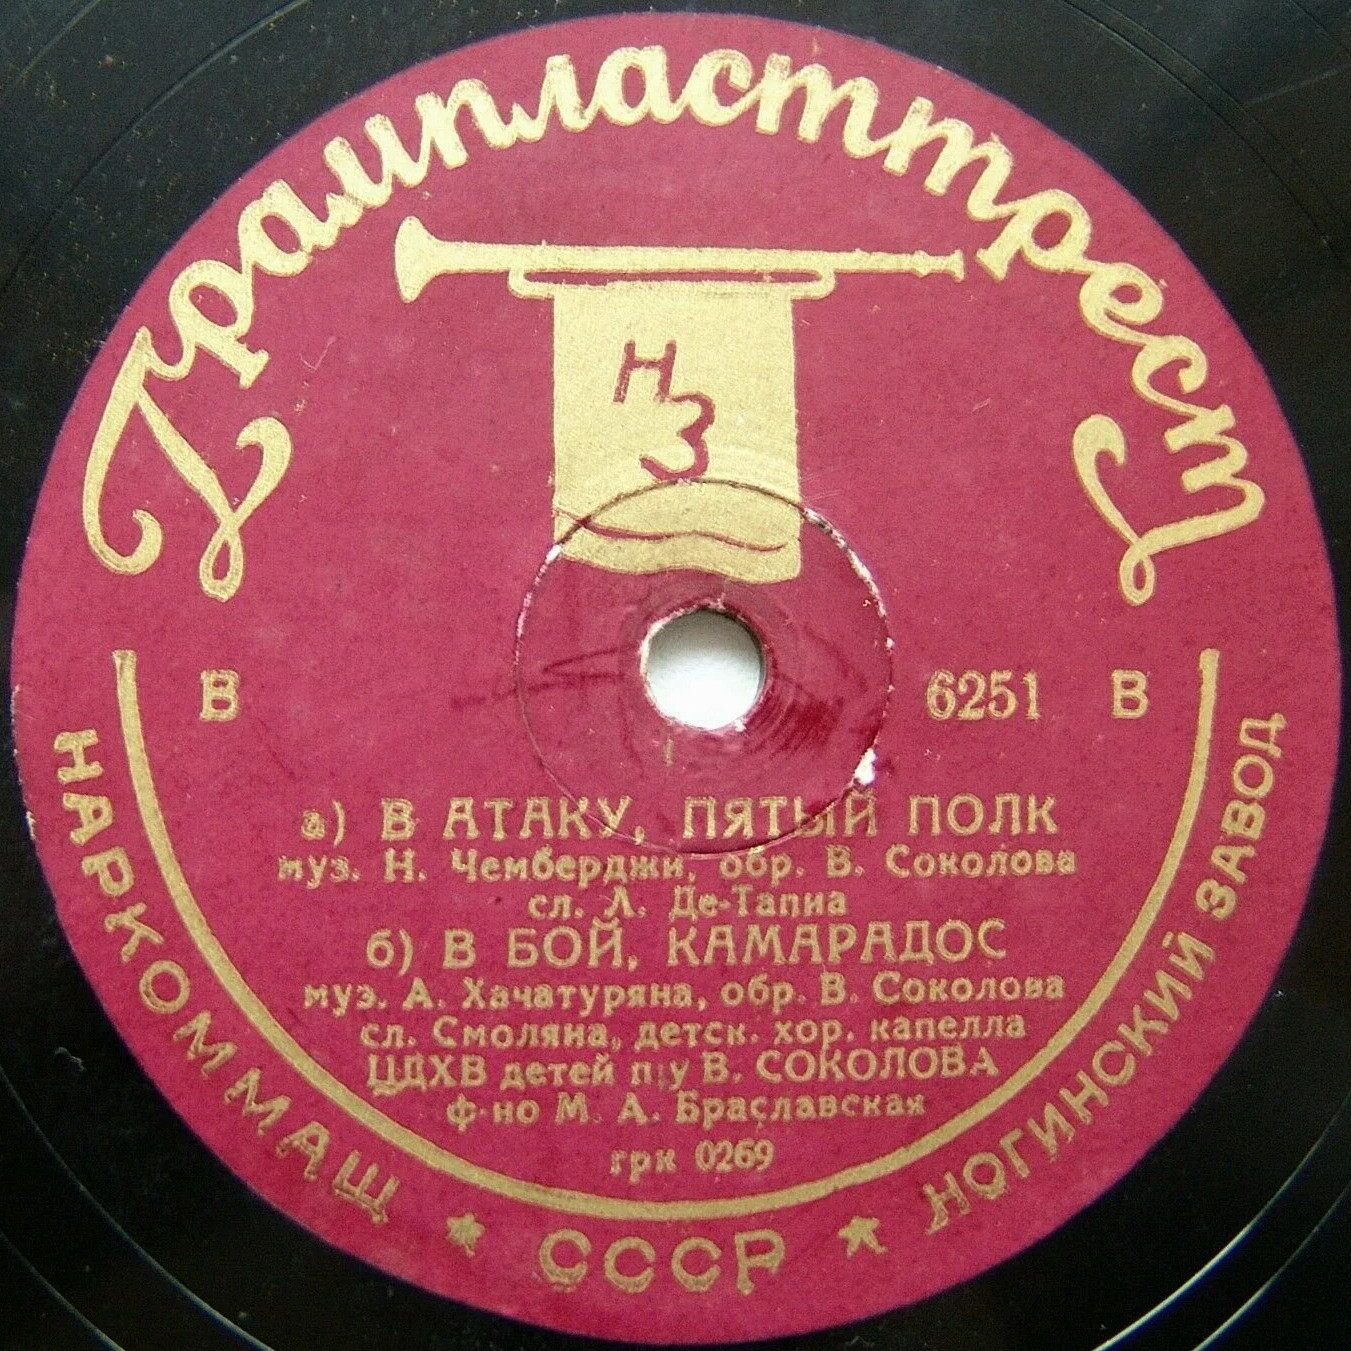 Грампласттрест
Н
З
В 6251 В
а) В АТАКУ, ПЯТЫЙ ПОЛК
муз. Н. Чемберджи, обр. В. Соколова
сл. Л. Де-Тапиа
б) В БОЙ, КАМАРАДОС
муз. А. Хачатуряна, обр. В. Соколова
сл. Смоляна, детск. хор. капелла
ЦДХВ детей п/у В. СОКОЛОВА
ф-но М. А. Браславская
грк 0269
НАРКОММАШ ★ СССР ★ НОГИНСКИЙ ЗАВОД